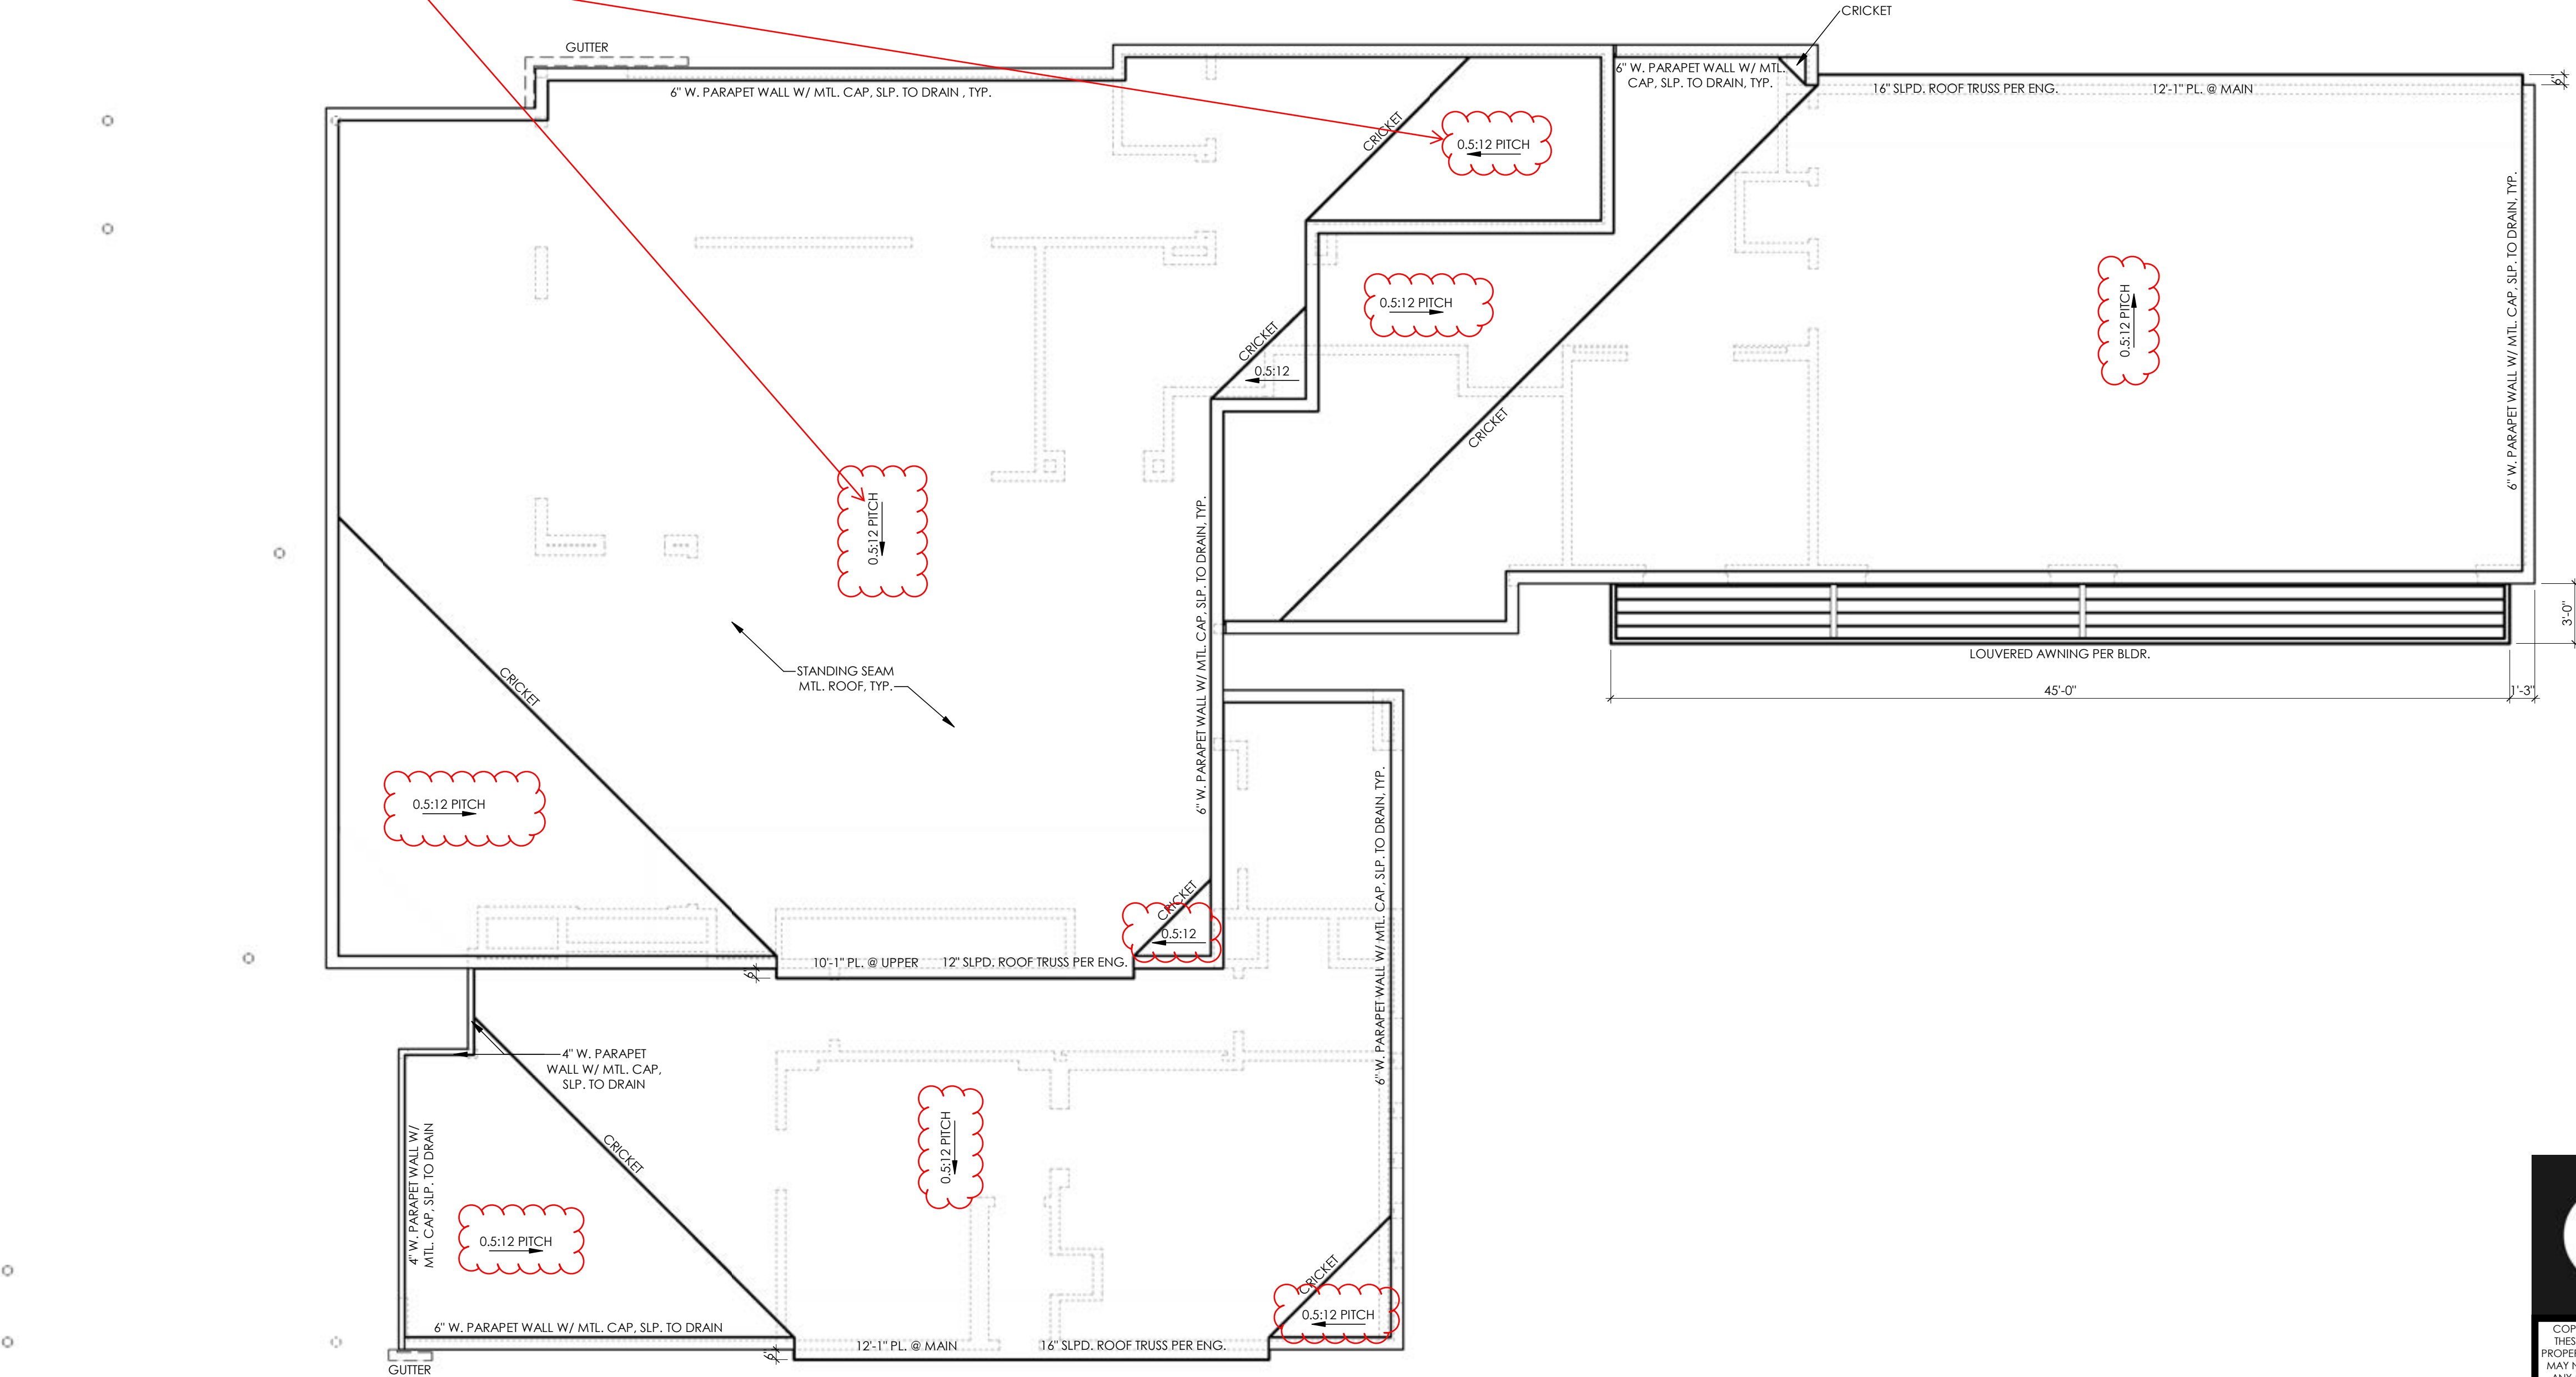 CRICKET
GUTTER
6" W. PARAPET WALL W/ MTL. CAP, SLP. TO DRAIN , TYP.
6" W. PARAPET WALL W/ MTL.
CAP, SLP. TO DRAIN, TYP.
16" SLPD. ROOF TRUSS PER ENG.
12'-1" PL. @ MAIN
6"
CRICKET
0.5:12 PITCH
6" W. PARAPET WALL W/ MTL. CAP, SLP. TO DRAIN, TYP.
0.5:12 PITCH
0.5:12 PITCH
CRICKET
0.5:12
CRICKET
0.5:12 PITCH
6" W. PARAPET WALL W/ MTL. CAP, SLP. TO DRAIN, TYP.
3'-0"
LOUVERED AWNING PER BLDR.
45'-0"
1'-3"
STANDING SEAM
MTL. ROOF, TYP.
CRICKET
0.5:12 PITCH
6" W. PARAPET WALL W/ MTL. CAP, SLP. TO DRAIN, TYP.
CRICKET
0.5:12
10'-1" PL. @ UPPER
12" SLPD. ROOF TRUSS PER ENG.
6"
4" W. PARAPET
WALL W/ MTL. CAP,
SLP. TO DRAIN
4" W. PARAPET WALL W/
MTL. CAP, SLP. TO DRAIN
CRICKET
0.5:12 PITCH
0.5:12 PITCH
CRICKET
0.5:12 PITCH
6" W. PARAPET WALL W/ MTL. CAP, SLP. TO DRAIN
12'-1" PL. @ MAIN
16" SLPD. ROOF TRUSS PER ENG.
6"
GUTTER
COP
THES
PROPE
MAY N